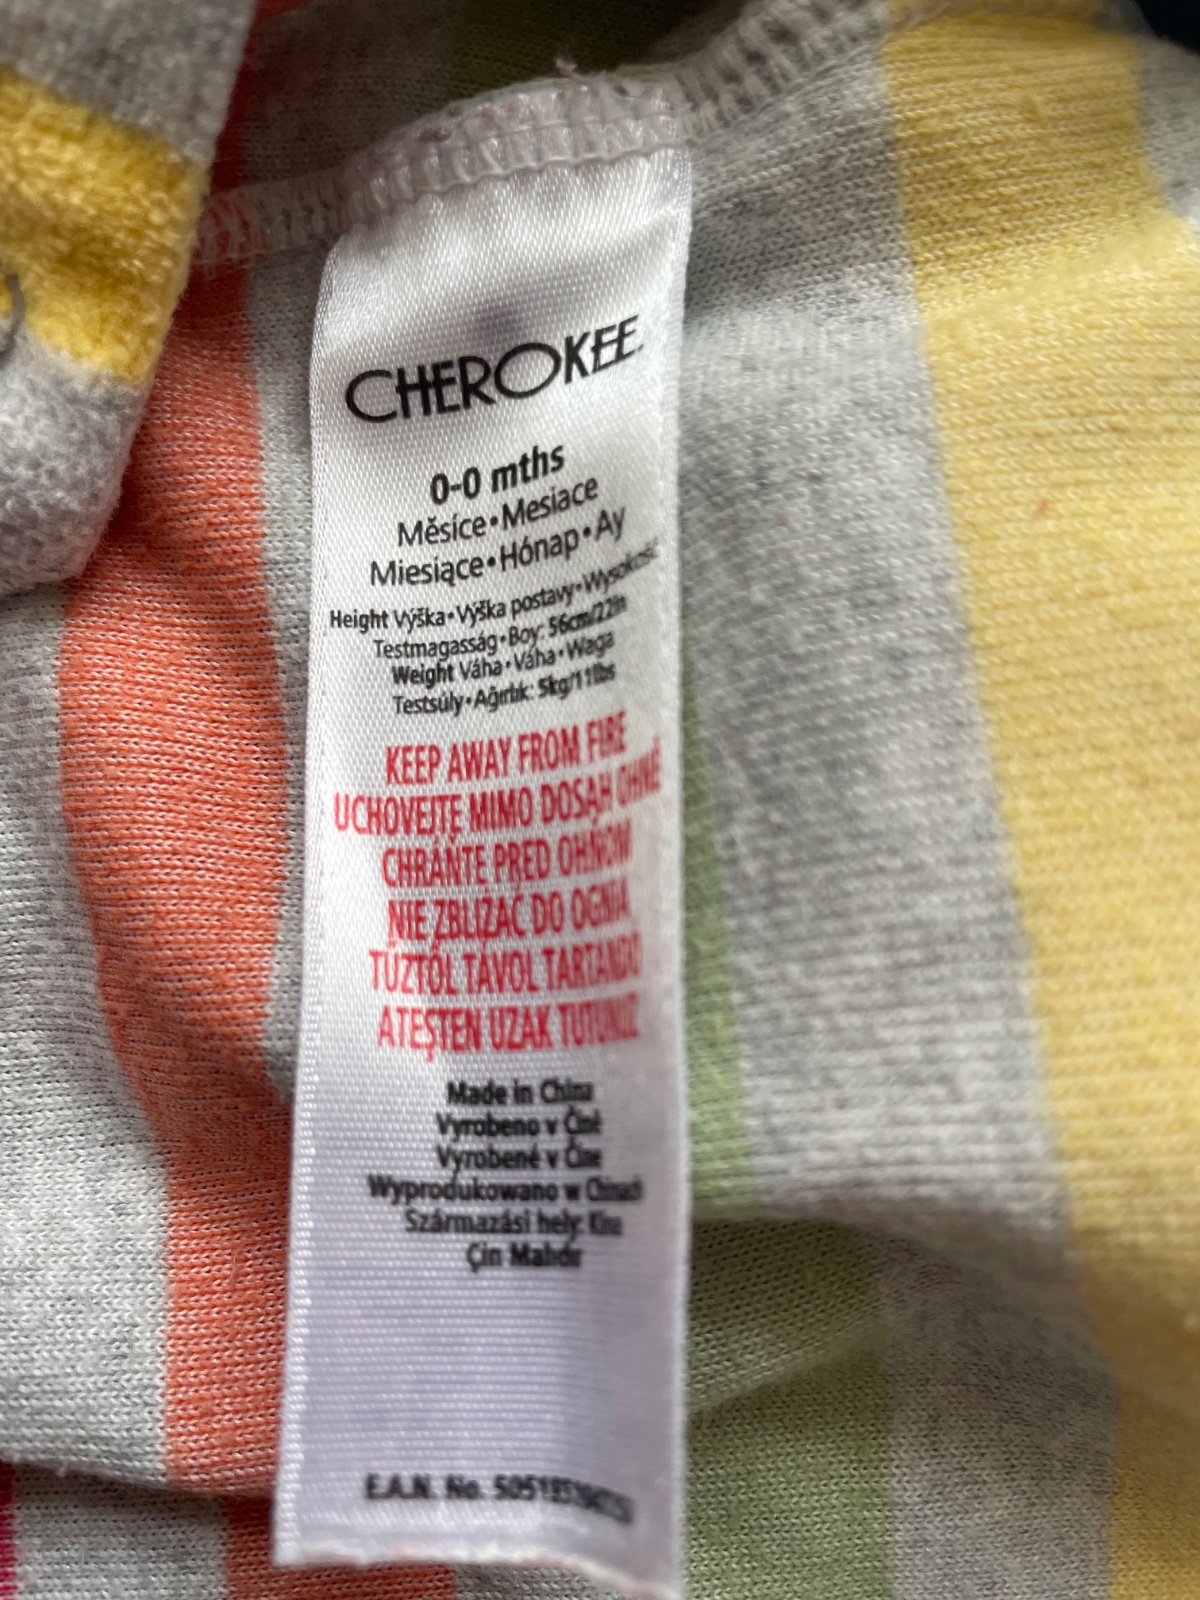 CHEROKEE.
0-0 mths
Měsíce•Mesiace
Miesiące•Hónap•Ay
Height Výška•Výška postavy•Wysokość
Testmagasság•Boy: 56cm/22in
Weight Váha•Váha•Waga
Testsúly•Ağırlık: 5kg/11lbs
KEEP AWAY FROM FIRE
UCHOVEJTE MIMO DOSAH OHNĚ
CHRÁŇTE PRED OHŇOM
NIE ZBLIŻAĆ DO OGNIA
TŰZTŐL TÁVOL TARTANDÓ
ATEŞTEN UZAK TUTUNUZ
Made in China
Vyrobeno v Číně
Vyrobené v Číne
Wyprodukowano w Chinach
Származási hely: Kína
Çin Malıdır
E.A.N. No.